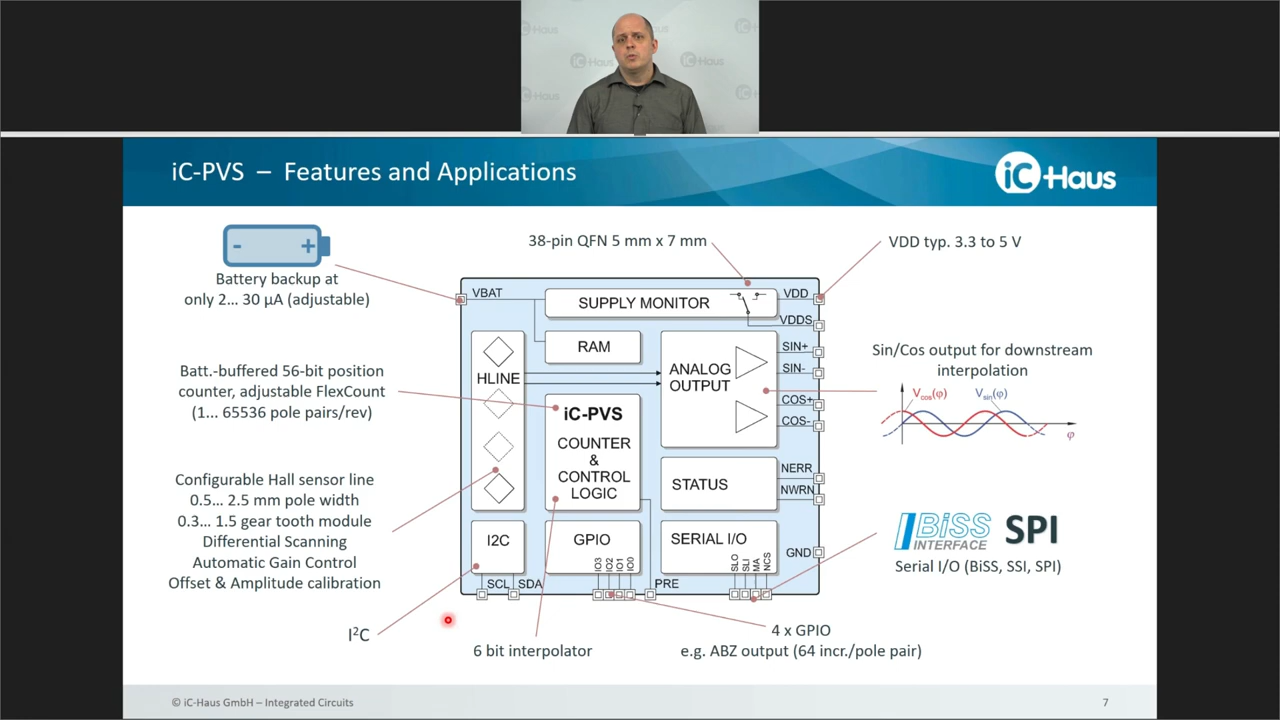 iC Haus
iC Haus
iC Haus
Haus
iC-PVS – Features and Applications
iC Haus
- +
Battery backup at
only 2... 30 µA (adjustable)
38-pin QFN 5 mm x 7 mm
VDD typ. 3.3 to 5 V
VBAT
SUPPLY MONITOR
VDD
VDDS
RAM
HLINE
ANALOG
OUTPUT
SIN+
SIN-
COS+
COS-
Batt.-buffered 56-bit position
counter, adjustable FlexCount
(1... 65536 pole pairs/rev)
iC-PVS
COUNTER
&
CONTROL
LOGIC
Sin/Cos output for downstream
interpolation
Vcos(φ)
Vsin(φ)
φ
Configurable Hall sensor line
0.5... 2.5 mm pole width
0.3... 1.5 gear tooth module
Differential Scanning
Automatic Gain Control
Offset & Amplitude calibration
STATUS
NERR
NWRN
I2C
GPIO
SERIAL I/O
GND
IO3
IO2
IO1
IO0
SLO
SLI
MA
NCS
SCL
SDA
PRE
BiSS
INTERFACE
SPI
Serial I/O (BiSS, SSI, SPI)
I²C
6 bit interpolator
4 x GPIO
e.g. ABZ output (64 incr./pole pair)
© iC-Haus GmbH – Integrated Circuits
7